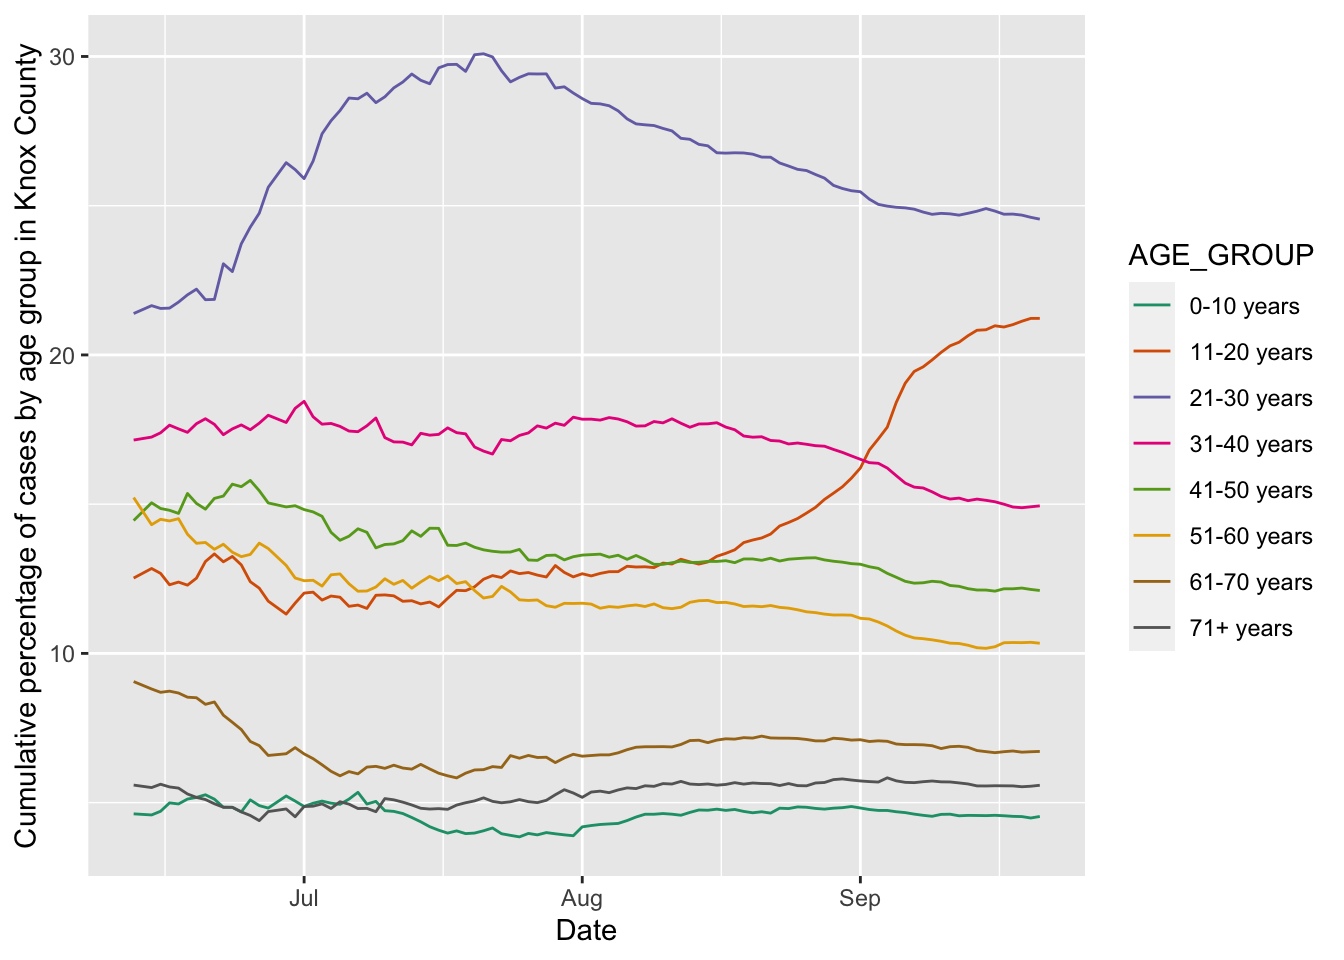 Cumulative percentage of cases by age group in Knox County
30
20
10
Jul
Aug
Sep
Date
AGE_GROUP
0-10 years
11-20 years
21-30 years
31-40 years
41-50 years
51-60 years
61-70 years
71+ years